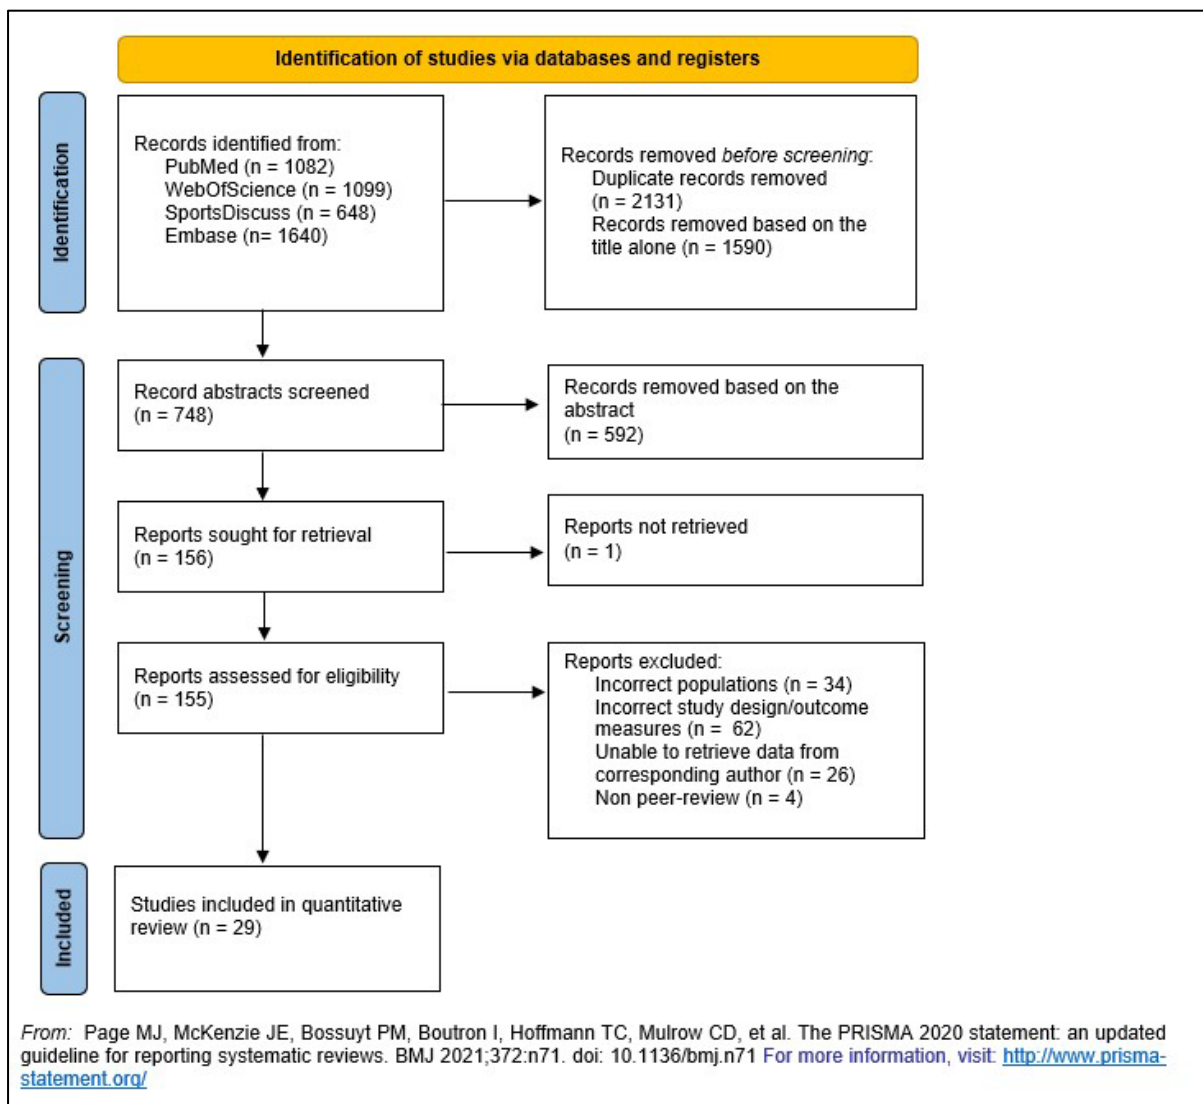 Identification of studies via databases and registers
Identification
Records identified from:
PubMed (n = 1082)
WebOfScience (n = 1099)
SportsDiscuss (n = 648)
Embase (n= 1640)
Records removed before screening:
Duplicate records removed
(n = 2131)
Records removed based on the
title alone (n = 1590)
Screening
Record abstracts screened
(n = 748)
Records removed based on the
abstract
(n = 592)
Reports sought for retrieval
(n = 156)
Reports not retrieved
(n = 1)
Reports assessed for eligibility
(n = 155)
Reports excluded:
Incorrect populations (n = 34)
Incorrect study design/outcome
measures (n =  62)
Unable to retrieve data from
corresponding author (n = 26)
Non peer-review (n = 4)
Included
Studies included in quantitative
review (n = 29)
From: Page MJ, McKenzie JE, Bossuyt PM, Boutron I, Hoffmann TC, Mulrow CD, et al. The PRISMA 2020 statement: an updated
guideline for reporting systematic reviews. BMJ 2021;372:n71. doi: 10.1136/bmj.n71 For more information, visit: http://www.prisma-
statement.org/